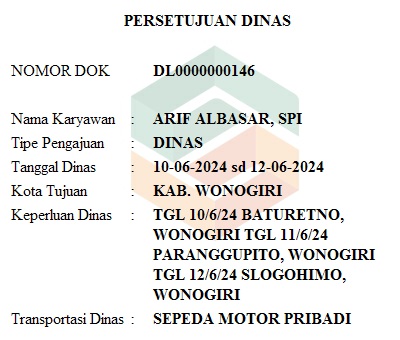 PERSETUJUAN DINAS
NOMOR DOK DL0000000146
Nama Karyawan : ARIF ALBASAR, SPI
Tipe Pengajuan : DINAS
Tanggal Dinas : 10-06-2024 sd 12-06-2024
Kota Tujuan : KAB. WONOGIRI
Keperluan Dinas : TGL 10/6/24 BATURETNO,
WONOGIRI TGL 11/6/24
PARANGGUPITO, WONOGIRI
TGL 12/6/24 SLOGOHIMO,
WONOGIRI
Transportasi Dinas : SEPEDA MOTOR PRIBADI